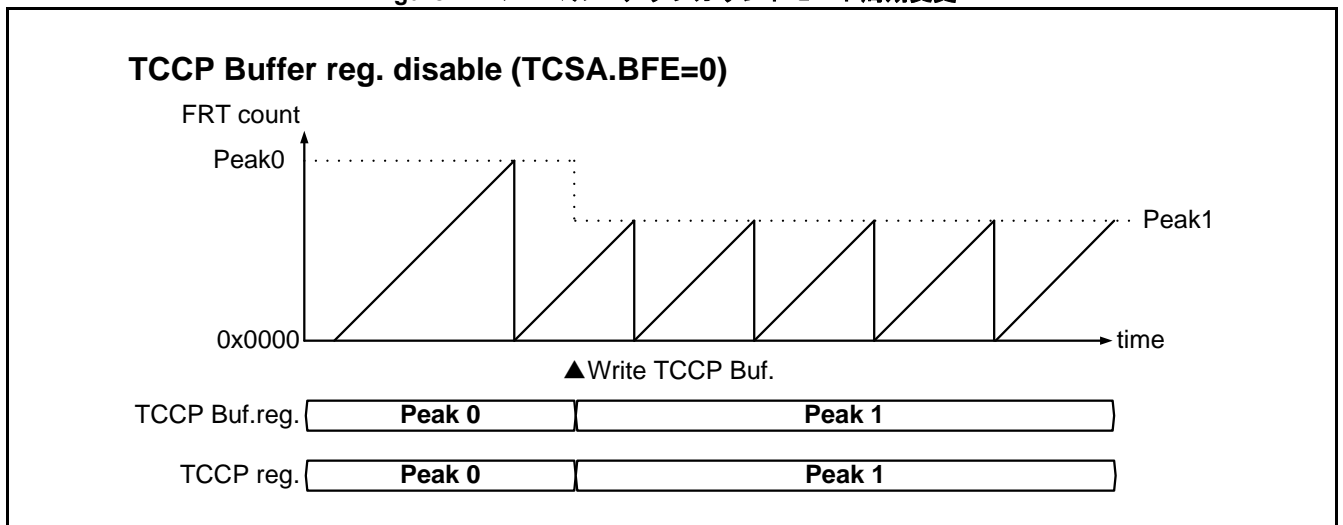 TCCP Buffer reg. disable (TCSA.BFE=0)
FRT count
Peak0
Peak1
0x0000
time
▲Write TCCP Buf.
TCCP Buf.reg. Peak 0 Peak 1
TCCP reg. Peak 0 Peak 1